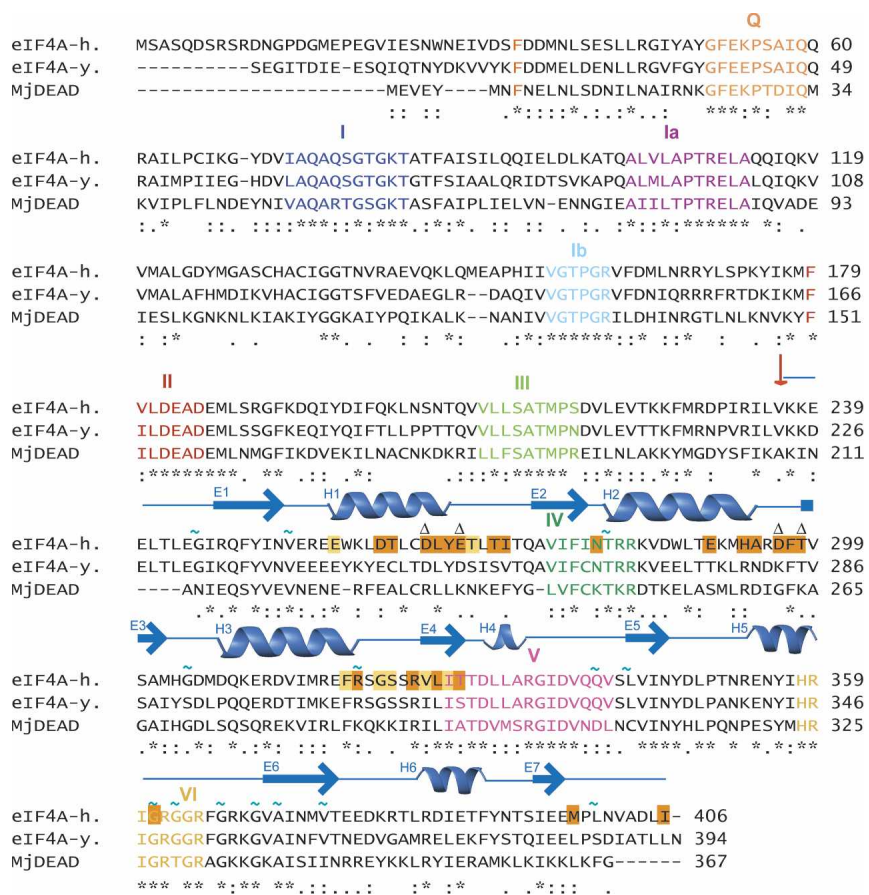 Q
eIF4A-h. MSASQDSRSRDNGPDGMEPEGVIESNWNEIVDSFDDMNLSESLLRGIYAYGFEKPSAIQQ 60
eIF4A-y. ----------SEGITDIE-ESQIQTNYDKVVYKFDDMELDENLLRGVFGYGFEEPSAIQQ 49
MjDEAD ---------------------MEVEY----MNFNELNLSDNILNAIRNKGFEKPTDIQM 34
:: : .*:::*.:.:*.: ***:*: **
I Ia
eIF4A-h. RAILPCIKG-YDVIAQAQSGTGKTATFAISILQQIELDLKATQALVLAPTRELAQQIQKV 119
eIF4A-y. RAIMPIIEG-HDVLAQAQSGTGKTGTFSIAALQRIDTSVKAPQALMLAPTRELALQIQKV 108
MjDEAD KVIPLFLNDEYNIVAQARTGSGKTASFAIPLIELVN-ENNGIEAIILTPTRELAIQVADE 93
:.* :. ::::***::*:***.:*:*. :: :: . :. :*::*:****** *: .
Ib
eIF4A-h. VMALGDYMGASCHACIGGTNVRAEVQKLQMEAPHIIVGTPGRVFDMLNRRYLSPKYIKMF 179
eIF4A-y. VMALAFHMDIKVHACIGGTSFVEDAEGLR--DAQIVVGTPGRVFDNIQRRRFRTDKIKMF 166
MjDEAD IESLKGNKNLKIAKIYGGKAIYPQIKALK--NANIVVGTPGRILDHINRGTLNLKNVKYF 151
: :* . . **. . : : *: .:*:******::* ::* : . :* *
II III
eIF4A-h. VLDEADEMLSRGFKDQIYDIFQKLNSNTQVVLLSATMPSDVLEVTKKFMRDPIRILVKKE 239
eIF4A-y. ILDEADEMLSSGFKEQIYQIFTLLPPTTQVVLLSATMPNDVLEVTTKFMRNPVRILVKKD 226
MjDEAD ILDEADEMLNMGFIKDVEKILNACNKDKRILLFSATMPREILNLAKKYMGDYSFIKAKIN 211
:********. ** .:: .*: .:::*:***** ::*:::.*:* : * .* :
E1 H1 E2 H2
IV
eIF4A-h. ELTLEGIRQFYINVEREEWKLDTLCDLYETLTITQAVIFINTRRKVDWLTEKMHARDFTV 299
eIF4A-y. ELTLEGIKQFYVNVEEEEYKYECLTDLYDSISVTQAVIFCNTRRKVEELTTKLRNDKFTV 286
MjDEAD ----ANIEQSYVEVNENERFEALCRLLKNKEFYG-LVFCKTKRDTKELASMLRDIGFKA 265
E3 H3 E4 H4 E5 H5
V
eIF4A-h. SAMHGDMDQKERDVIMREFRSGSSRVLITTDLLARGIDVQQVSLVINYDLPTNRENYIHR 359
eIF4A-y. SAIYSDLPQQERDTIMKEFRSGSSRILISTDLLARGIDVQQVSLVINYDLPANKENYIHR 346
MjDEAD GAIHGDLSQSQREKVIRLFKQKKIRILIATDVMSRGIDVNDLNCVINYHLPQNPESYMHR 325
E6 H6 E7
VI
eIF4A-h. IGRGGRFGRKGVAINMVTEEDKRTLRDIETFYNTSIEEMPLNVADLI- 406
eIF4A-y. IGRGGRFGRKGVAINFVTNEDVGAMRELEKFYSTQIEELPSDIATLLN 394
MjDEAD IGRTGRAGKKGKAISIINRREYKKLRYIERAMKLKIKKLKFG------ 367